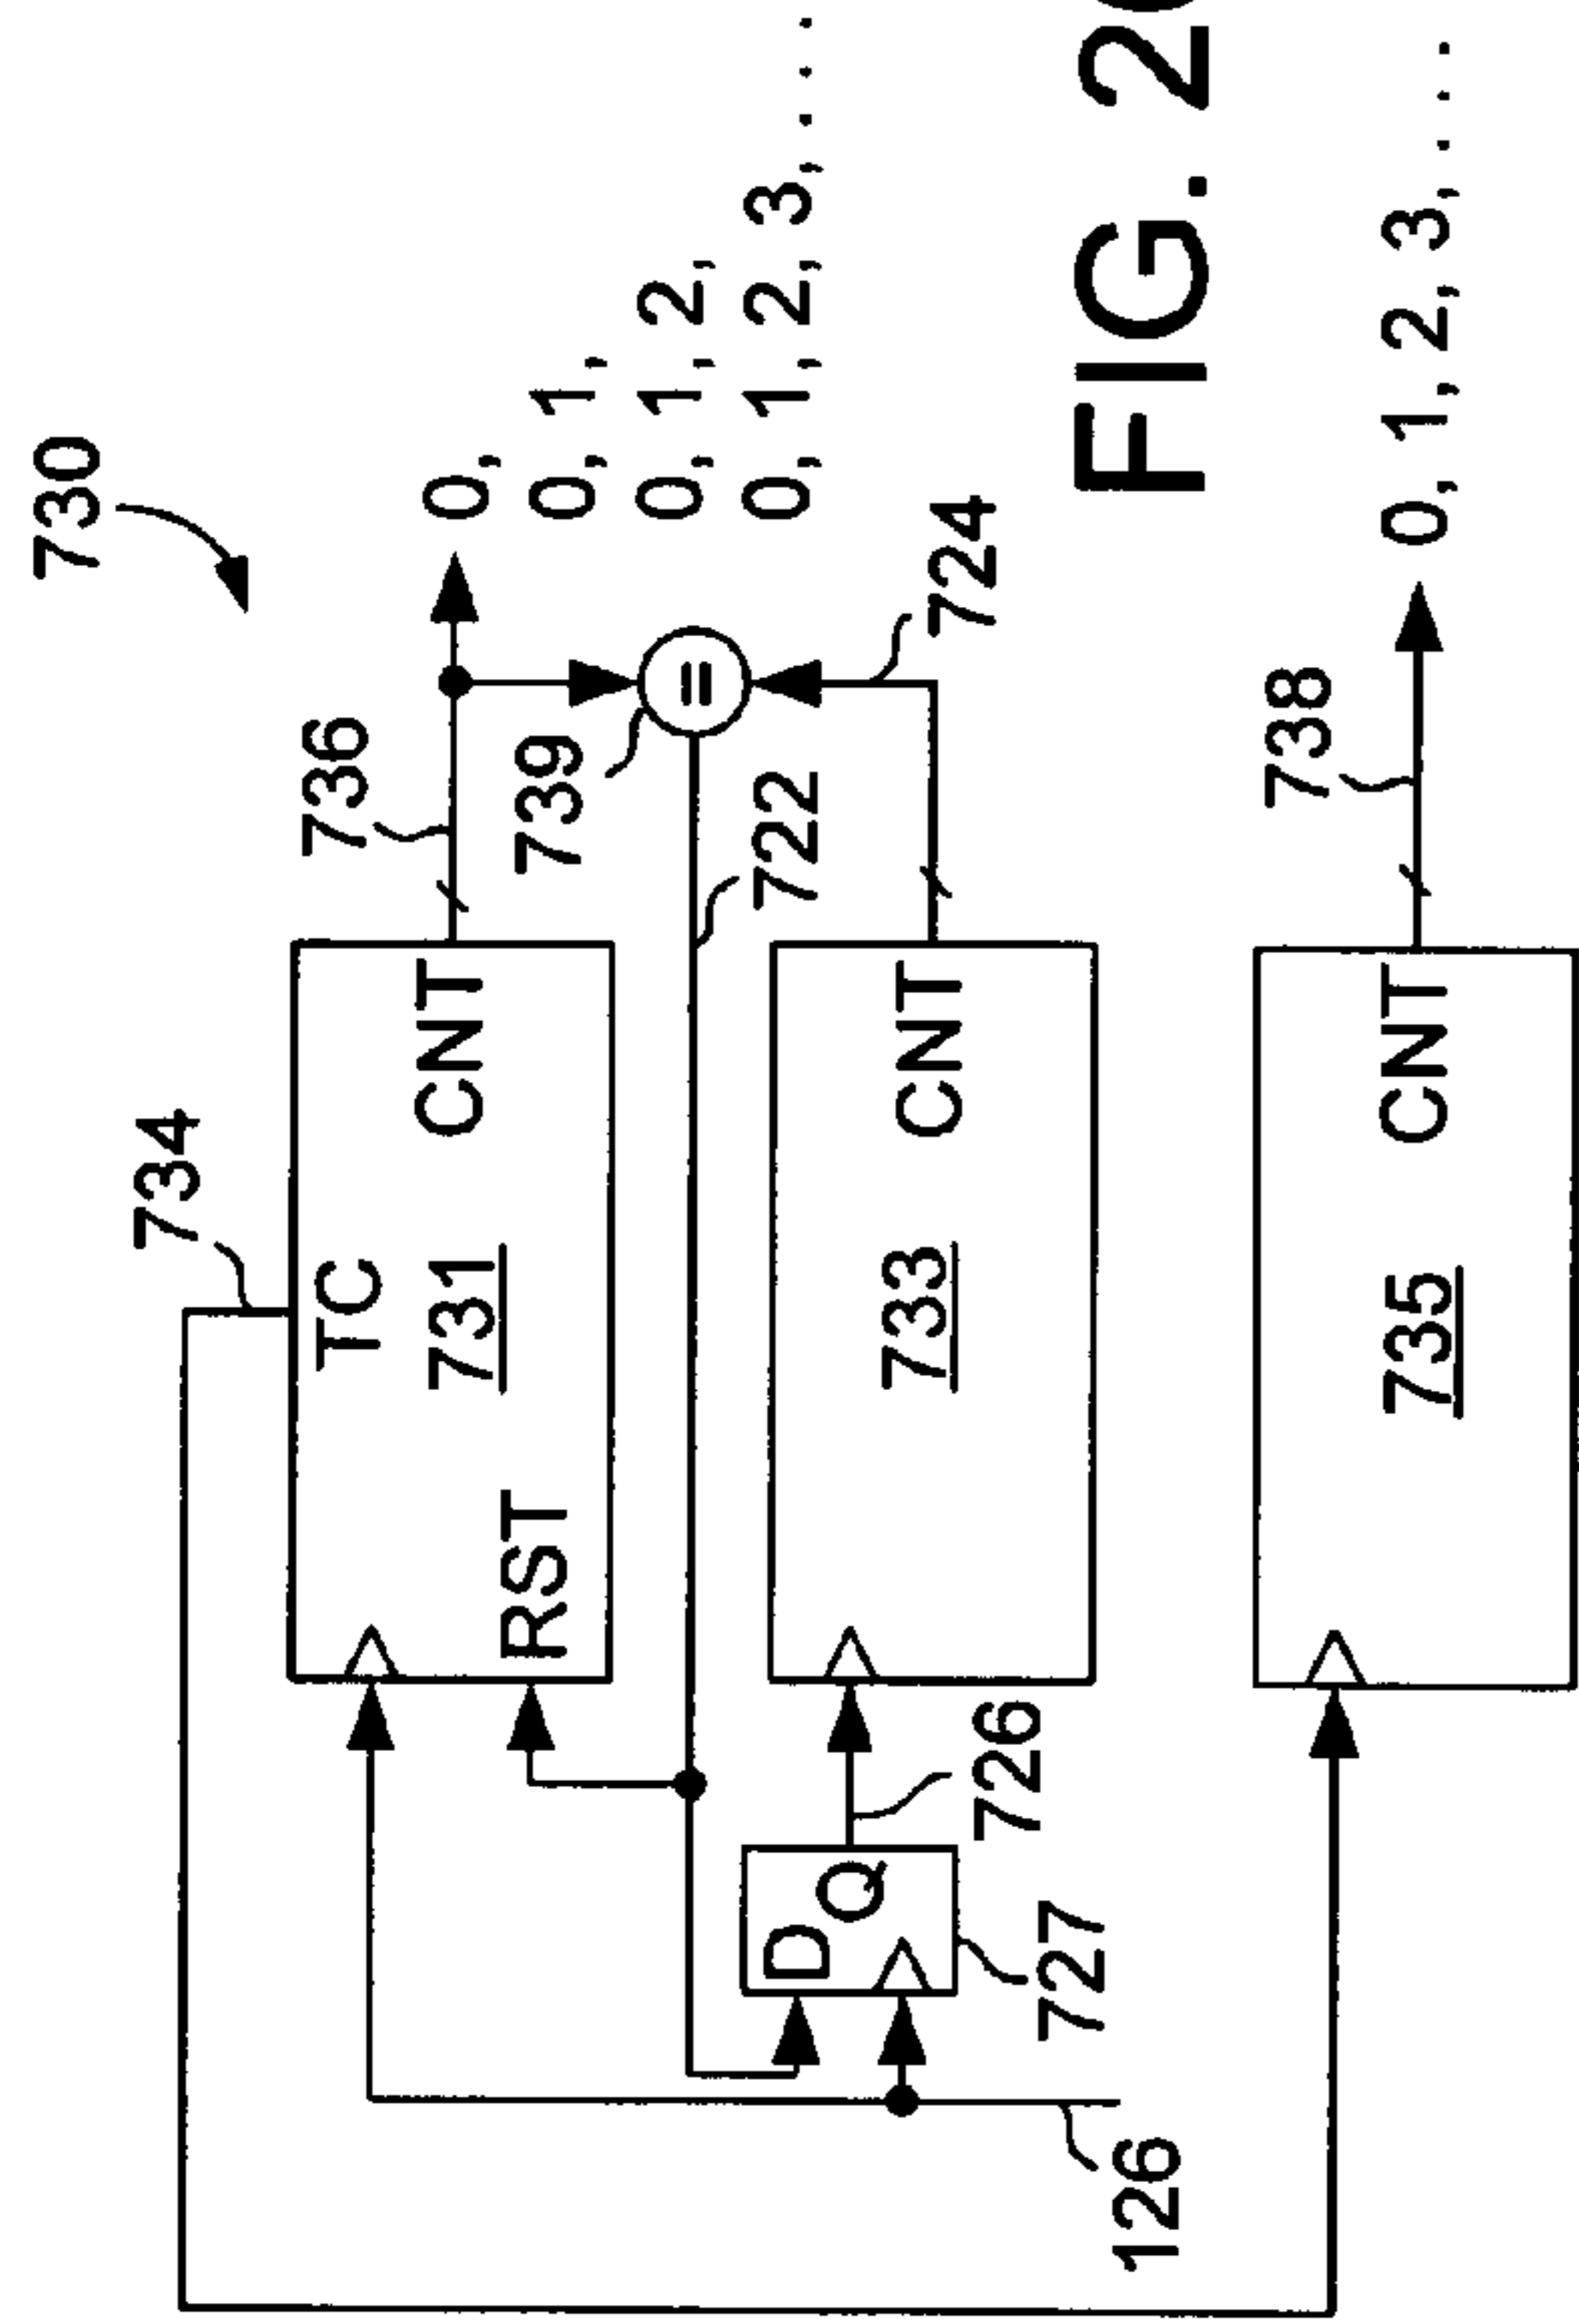 730
734
TC
736
731
CNT
0,
RST
739
0, 1,
0, 1, 2,
722
0, 1, 2, 3, . . .
D
Q
733
CNT
724
726
727
FIG. 2
126
738
735
CNT
0, 1, 2, 3, . . .
=